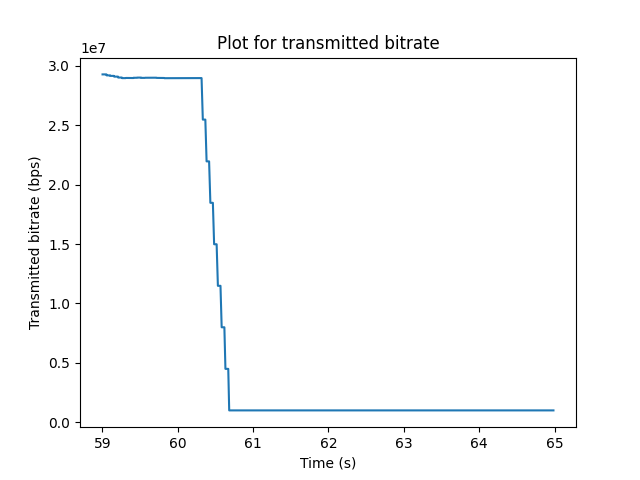 Plot for transmitted bitrate
1e7
3.0
2.5
2.0
1.5
1.0
0.5
0.0
Transmitted bitrate (bps)
59 60 61 62 63 64 65
Time (s)